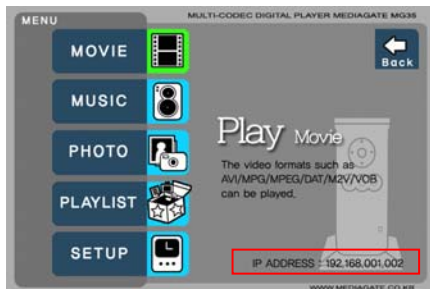 MENU
MULTI-CODEC DIGITAL PLAYER MEDIAGATE MG35
MOVIE
Back
MUSIC
PHOTO
PLAYLIST
SETUP
Play Movie
The video formats such as
AVI/MPG/MPEG/DAT/M2V/VOB
can be played.
IP ADDRESS : 192.168.001.002
WWW.MEDIAGATE.CO.KR